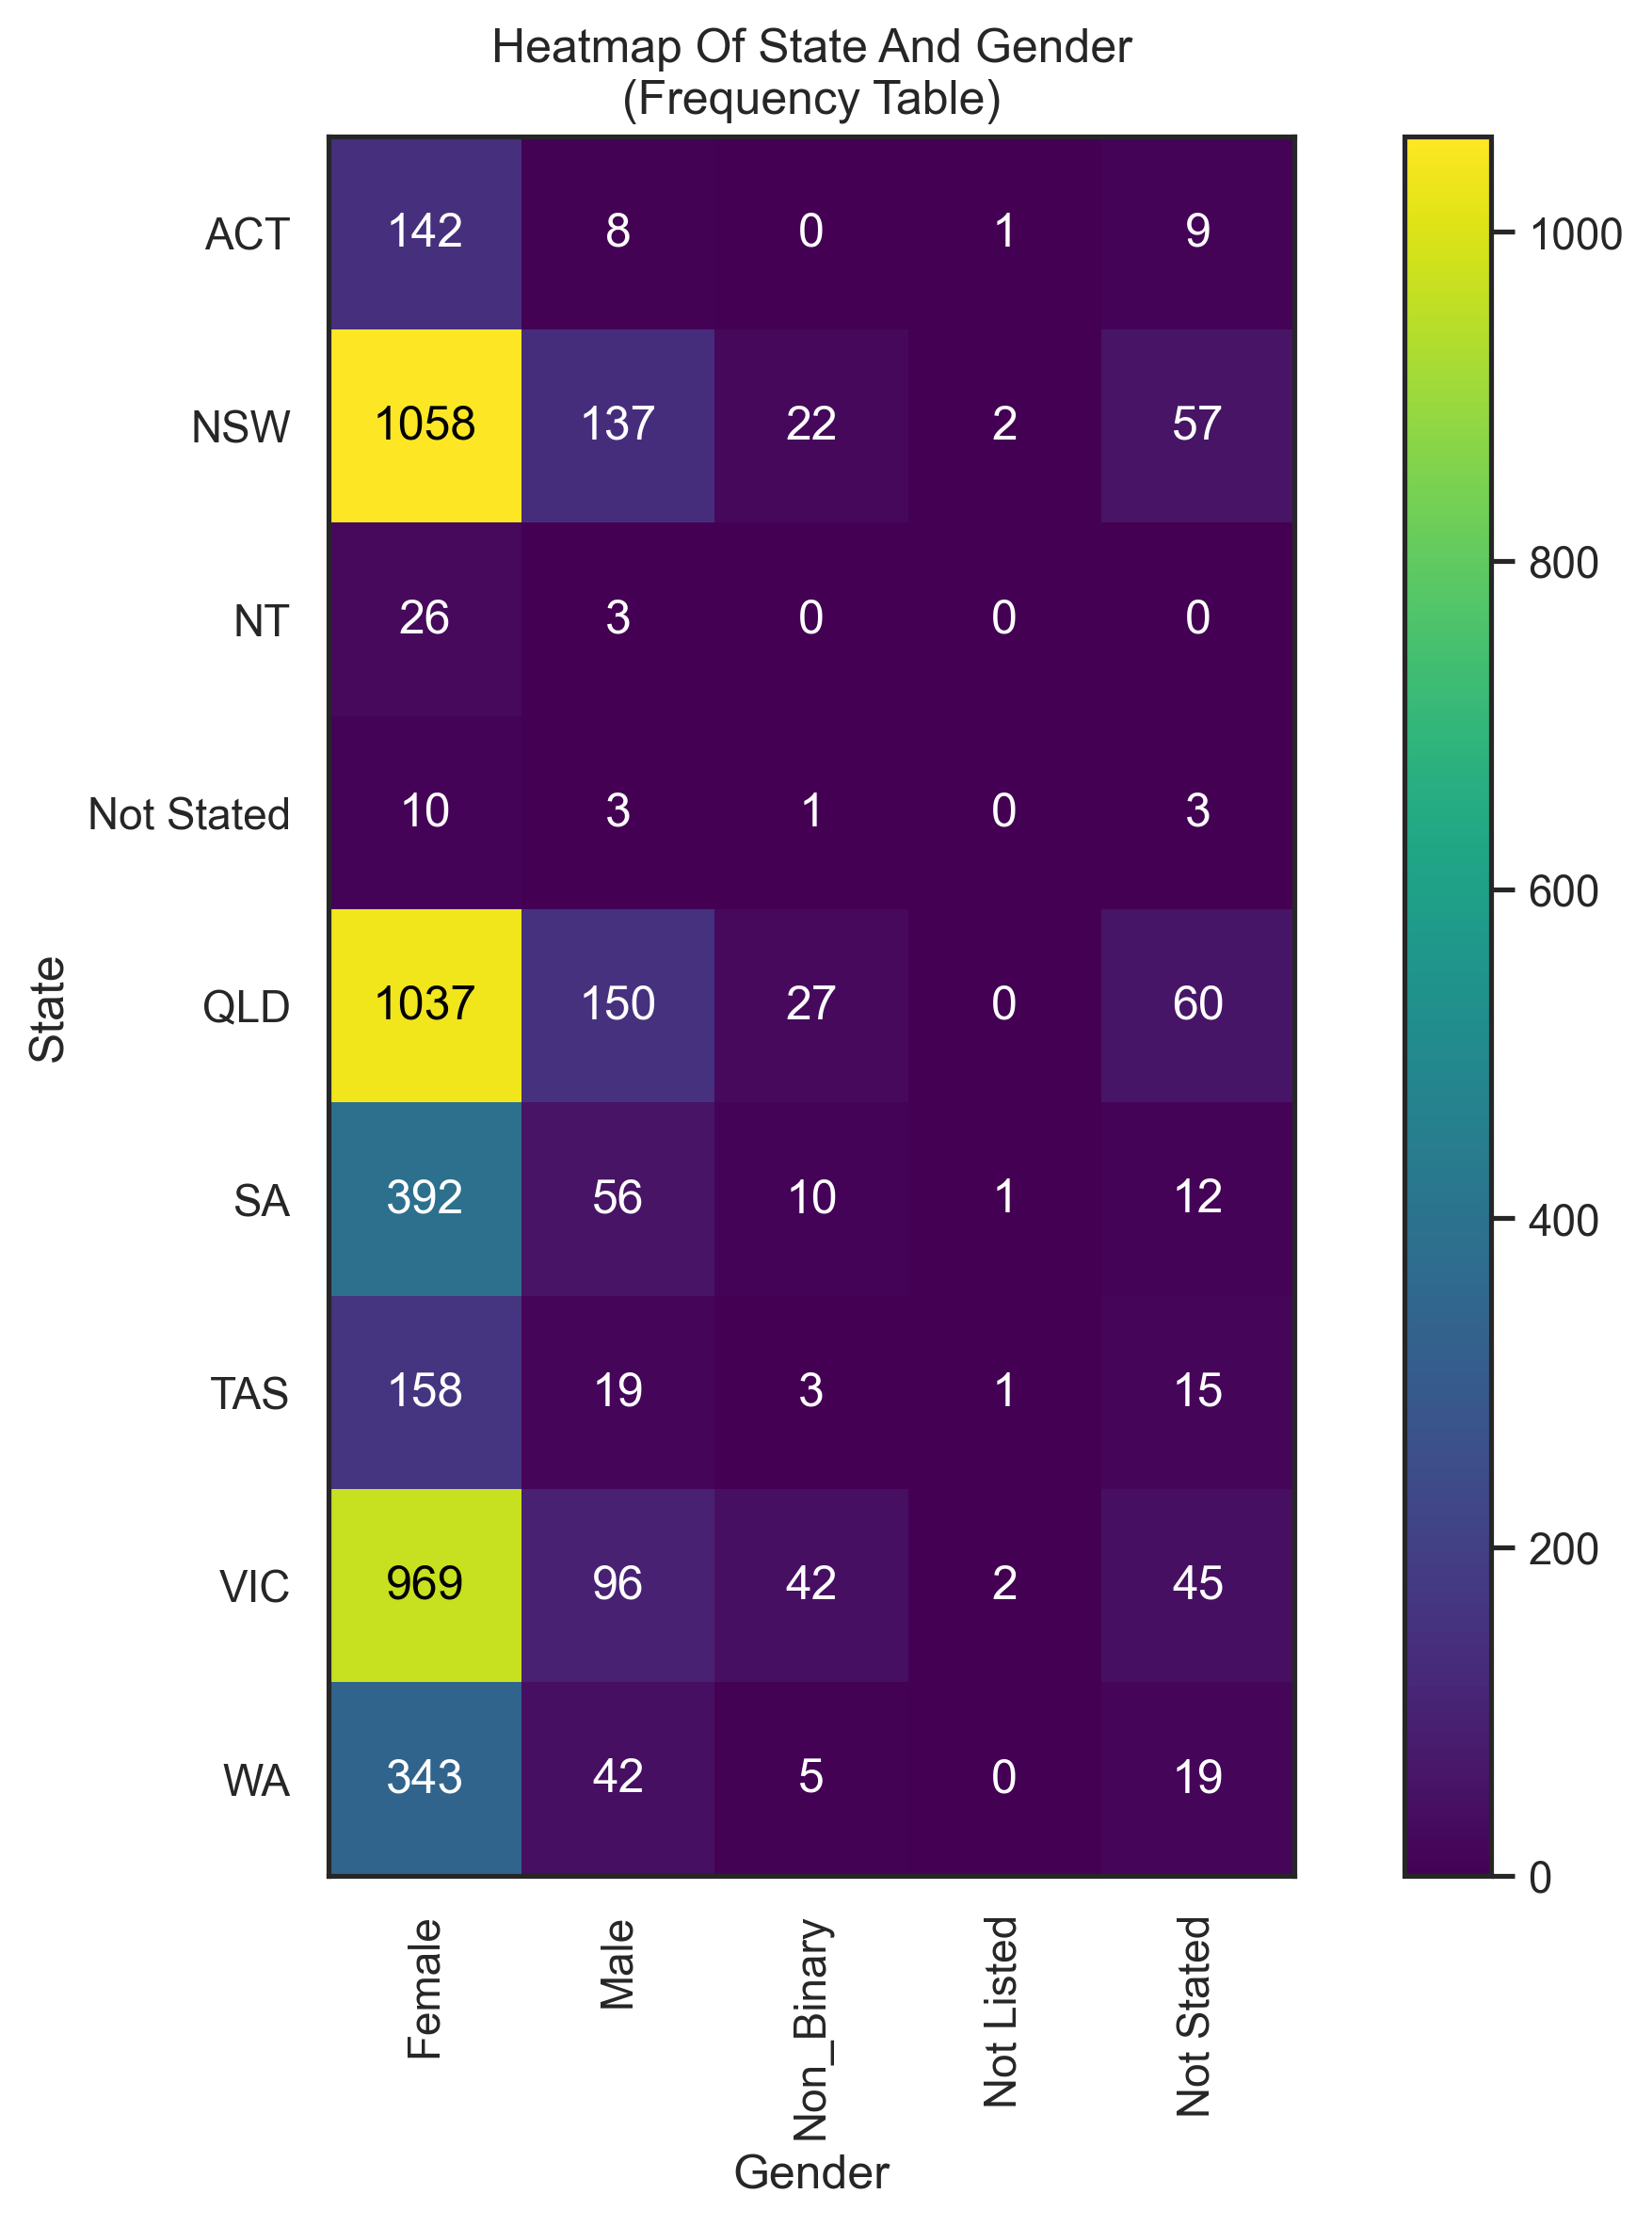 Heatmap Of State And Gender
(Frequency Table)
ACT 142 8 0 1 9
NSW 1058 137 22 2 57
NT 26 3 0 0 0
Not Stated 10 3 1 0 3
QLD 1037 150 27 0 60
SA 392 56 10 1 12
TAS 158 19 3 1 15
VIC 969 96 42 2 45
WA 343 42 5 0 19
State
Female Male Non_Binary Not Listed Not Stated
Gender
1000
800
600
400
200
0